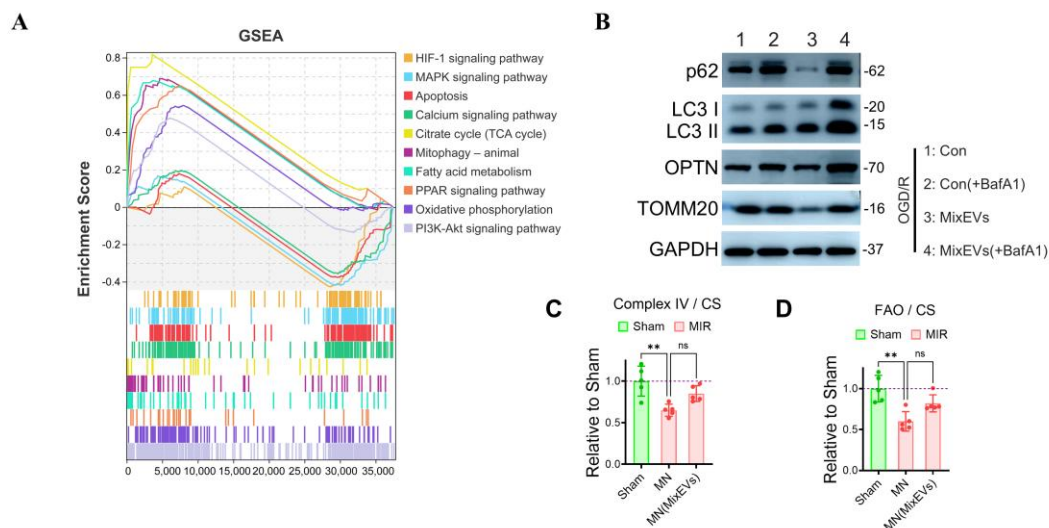 A
GSEA
Enrichment Score
0.8
0.6
0.4
0.2
0
-0.2
-0.4
0
5,000
10,000
15,000
20,000
25,000
30,000
35,000
HIF-1 signaling pathway
MAPK signaling pathway
Apoptosis
Calcium signaling pathway
Citrate cycle (TCA cycle)
Mitophagy – animal
Fatty acid metabolism
PPAR signaling pathway
Oxidative phosphorylation
PI3K-Akt signaling pathway
B
1 2 3 4
p62 -62
LC3 I -20
LC3 II -15
OPTN -70
TOMM20 -16
GAPDH -37
OGD/R
1: Con
2: Con(+BafA1)
3: MixEVs
4: MixEVs(+BafA1)
C
Complex IV / CS
Sham MIR
** ns
Relative to Sham
1.0
0.5
0.0
Sham
MN
MN(MixEVs)
D
FAO / CS
Sham MIR
** ns
Relative to Sham
1.0
0.5
0.0
Sham
MN
MN(MixEVs)